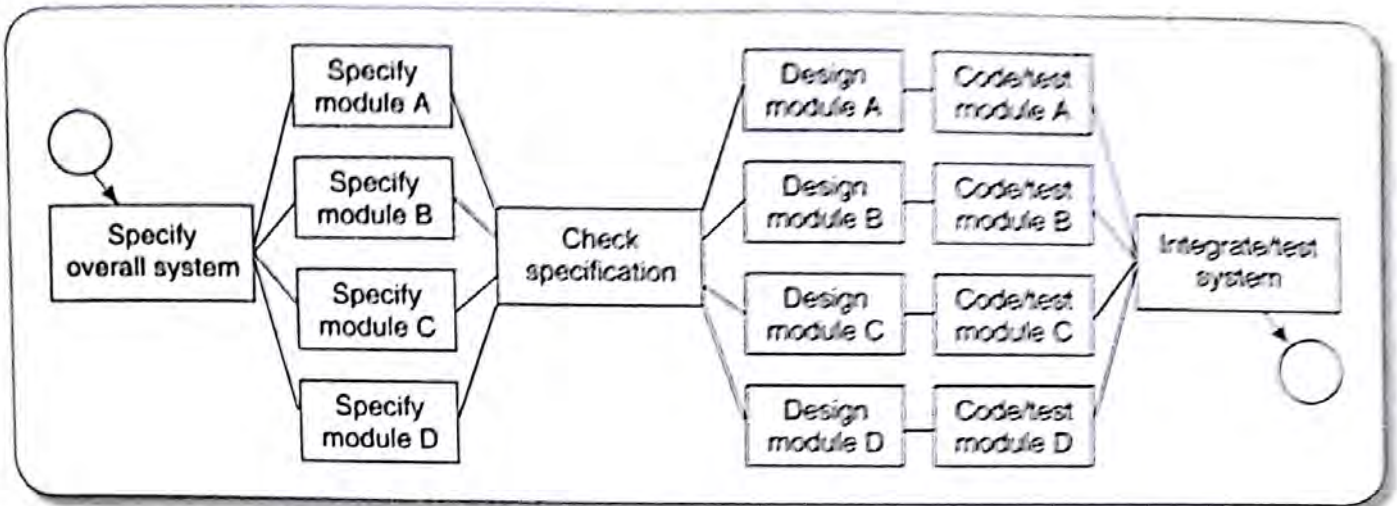 Specify
overall system
Specify
module A
Specify
module B
Specify
module C
Specify
module D
Check
specification
Design
module A
Code/test
module A
Design
module B
Code/test
module B
Design
module C
Code/test
module C
Design
module D
Code/test
module D
Integrate/test
system